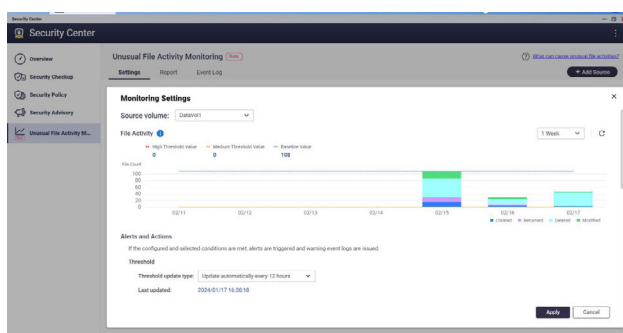 Security Center
Security Center
Overview
Security Checkup
Security Policy
Security Advisory
Unusual File Activity M...
Unusual File Activity Monitoring Beta
What can cause unusual file activities?
Settings Report Event Log
+ Add Source
Monitoring Settings
Source volume: DataVol1
File Activity
1 Week
High Threshold Value Medium Threshold Value Baseline Value
0 0 108
File Count
100
80
60
40
20
0
02/11 02/12 02/13 02/14 02/15 02/16 02/17
Created Renamed Deleted Modified
Alerts and Actions
If the configured and selected conditions are met, alerts are triggered and warning event logs are issued.
Threshold
Threshold update type: Update automatically every 12 hours
Last updated: 2024/01/17 16:38:18
Apply Cancel